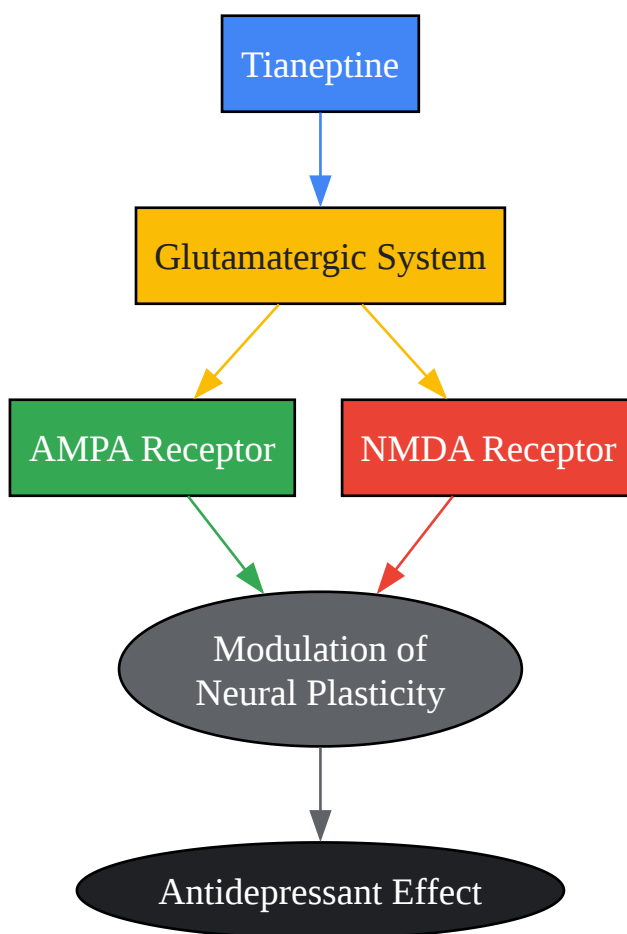 Tianeptine
Glutamatergic System
AMPA Receptor
NMDA Receptor
Modulation of
Neural Plasticity
Antidepressant Effect